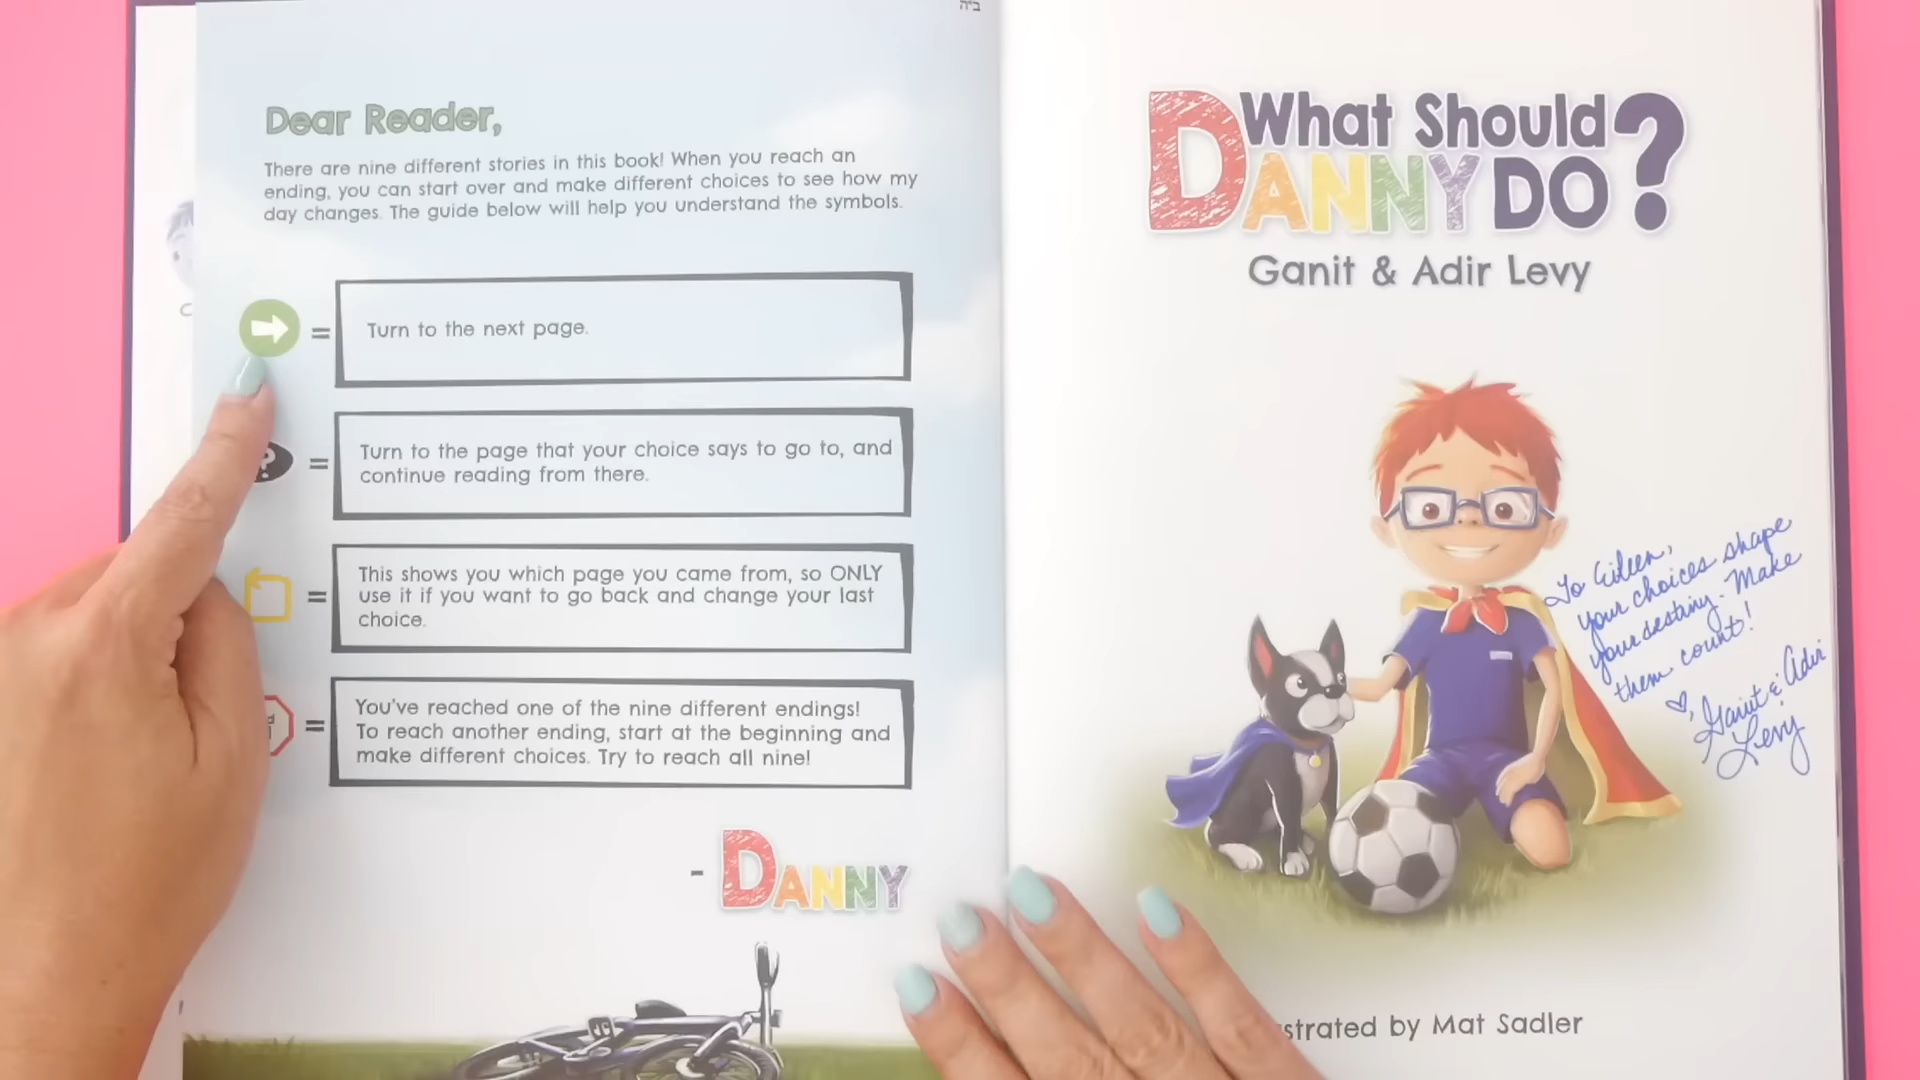 ב"ה
Dear Reader,
There are nine different stories in this book! When you reach an
ending, you can start over and make different choices to see how my
day changes. The guide below will help you understand the symbols.
= Turn to the next page.
? = Turn to the page that your choice says to go to, and
continue reading from there.
= This shows you which page you came from, so ONLY
use it if you want to go back and change your last
choice.
= You've reached one of the nine different endings!
To reach another ending, start at the beginning and
make different choices. Try to reach all nine!
- DANNY
What Should
DANNY DO?
Ganit & Adir Levy
To Eileen,
your choices shape
your destiny. Make
them count!
♡, Ganit & Adir
Levy
strated by Mat Sadler